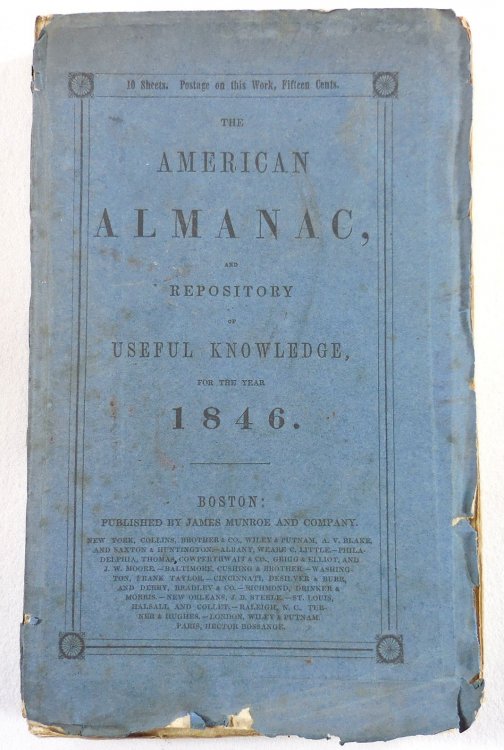 10 Sheets. Postage on this Work, Fifteen Cents.
THE
AMERICAN
ALMANAC,
AND
REPOSITORY
OF
USEFUL KNOWLEDGE,
FOR THE YEAR
1846.
BOSTON:
PUBLISHED BY JAMES MUNROE AND COMPANY.
NEW YORK, COLLINS, BROTHER & CO., WILEY & PUTNAM, A. V. BLAKE,
AND SAXTON & HUNTINGTON.—ALBANY, WEARE C. LITTLE.—PHILA-
DELPHIA, THOMAS, COWPERTHWAIT & CO., GRIGG & ELLIOT, AND
J. W. MOORE.—BALTIMORE, CUSHING & BROTHER.—WASHING-
TON, FRANK TAYLOR.—CINCINNATI, DESILVER & BURR,
AND DERBY, BRADLEY & CO.—RICHMOND, DRINKER &
MORRIS.—NEW ORLEANS, J. B. STEELE.—ST. LOUIS,
HALSALL AND COLLET.—RALEIGH, N. C., TUR-
NER & HUGHES.—LONDON, WILEY & PUTNAM.
PARIS, HECTOR BOSSANGE.